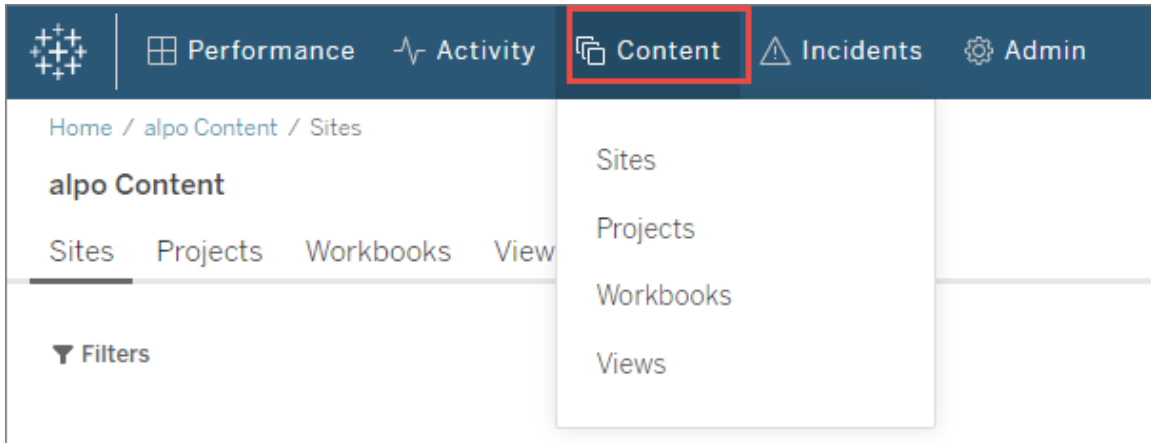 Performance Activity Content Incidents Admin
Home / alpo Content / Sites
alpo Content
Sites Projects Workbooks View
Filters
Sites
Projects
Workbooks
Views